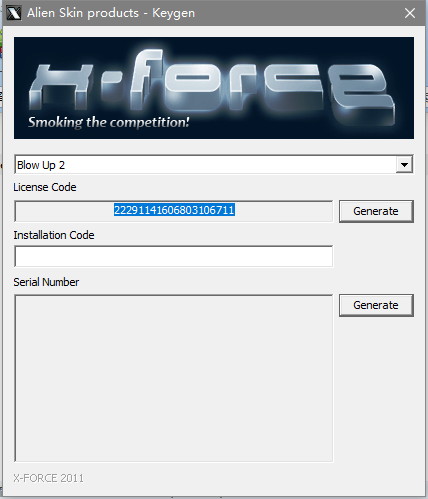 Alien Skin products - Keygen
x-force
Smoking the competition!
Blow Up 2
License Code
22291141606803106711
Generate
Installation Code
Serial Number
Generate
X-FORCE 2011